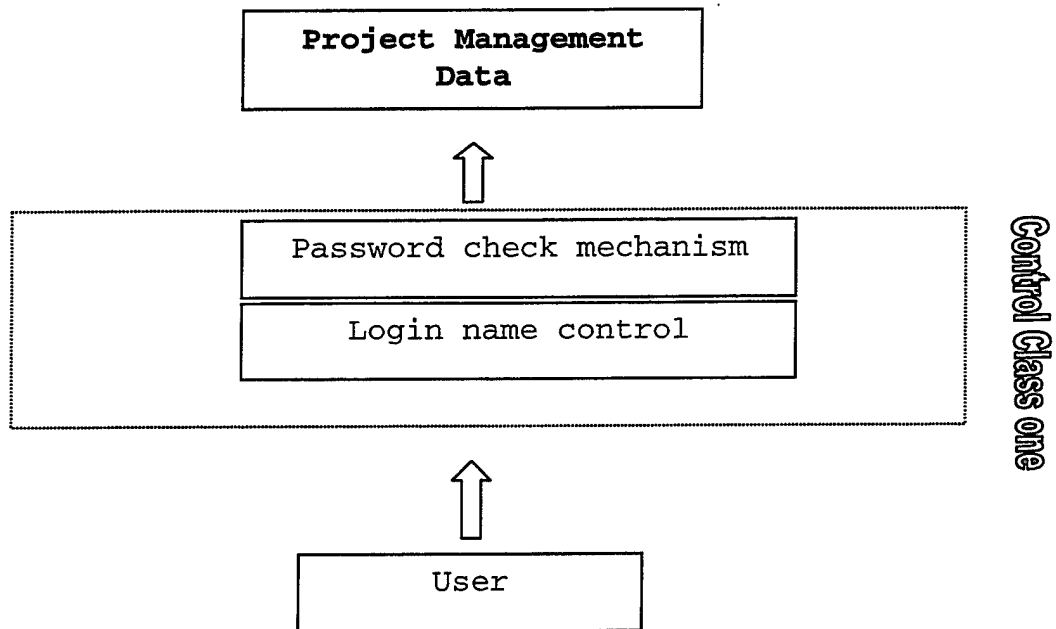 Project Management
Data
Password check mechanism
Login name control
Control Class one
User